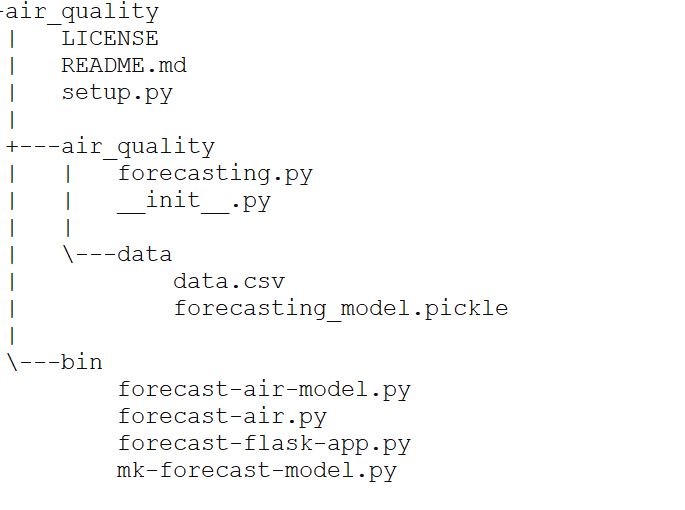 -air_quality
|   LICENSE
|   README.md
|   setup.py
|
+---air_quality
|   |   forecasting.py
|   |   __init__.py
|   |
|   \---data
|           data.csv
|           forecasting_model.pickle
|
\---bin
        forecast-air-model.py
        forecast-air.py
        forecast-flask-app.py
        mk-forecast-model.py